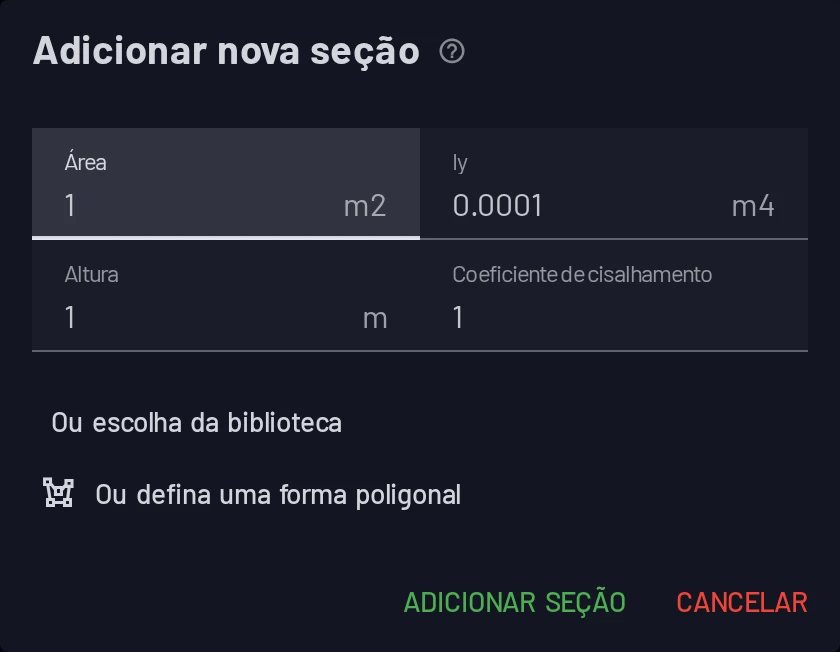 Adicionar nova seção ?
Área
1 m2
Iy
0.0001 m4
Altura
1 m
Coeficiente de cisalhamento
1
Ou escolha da biblioteca
Ou defina uma forma poligonal
ADICIONAR SEÇÃO CANCELAR